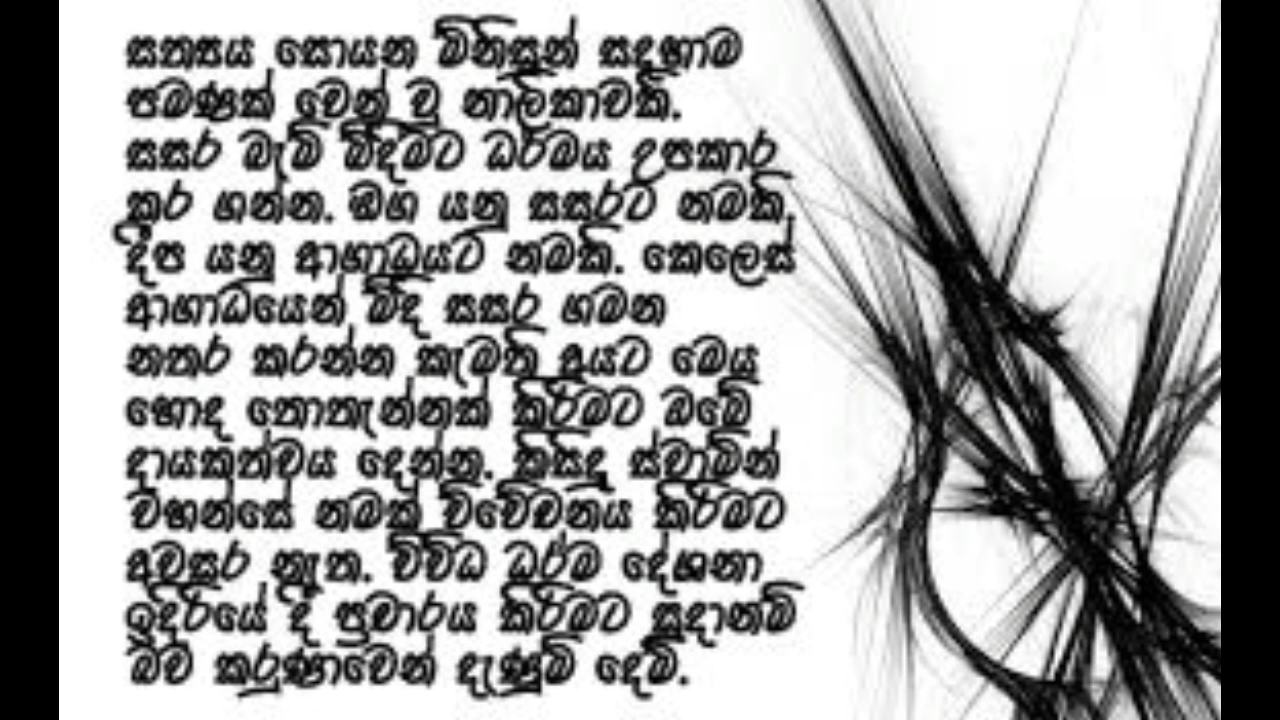 සත්‍යය සොයන මිනිසුන් සදහාම
පමණක් වෙන් වු නාලිකාවකි.
සසර බැමි බිදිමට ධර්මය උපකාර
කර ගන්න. ඔග යනු සසරට නමකි.
දිප යනු ආගාධයට නමකි. කෙලෙස්
ආගාධයෙන් මිදි සසර ගමන
නතර කරන්න කැමති අයට මෙය
හොඳ තොතැන්නක් කිරිමට ඔබේ
දායකත්වය දෙන්න. කිසිදු ස්වාමින්
වහන්සේ නමක් විවේචනය කිරිමට
අවසර නැත. විවිධ ධර්ම දේශනා
ඉදිරියේ දි ප්‍රචාරය කිරිමට සුදානම්
බව කරුණාවෙන් දැණුම් දෙමි.